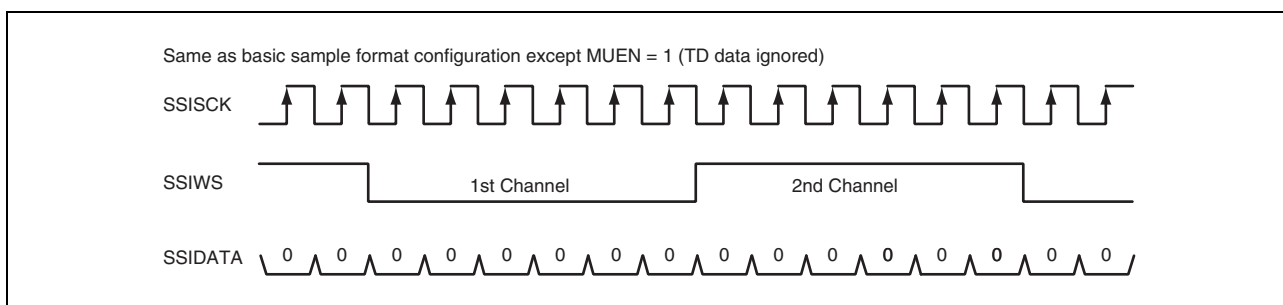 Same as basic sample format configuration except MUEN = 1 (TD data ignored)
SSISCK
SSIWS 1st Channel 2nd Channel
SSIDATA 0 0 0 0 0 0 0 0 0 0 0 0 0 0 0 0